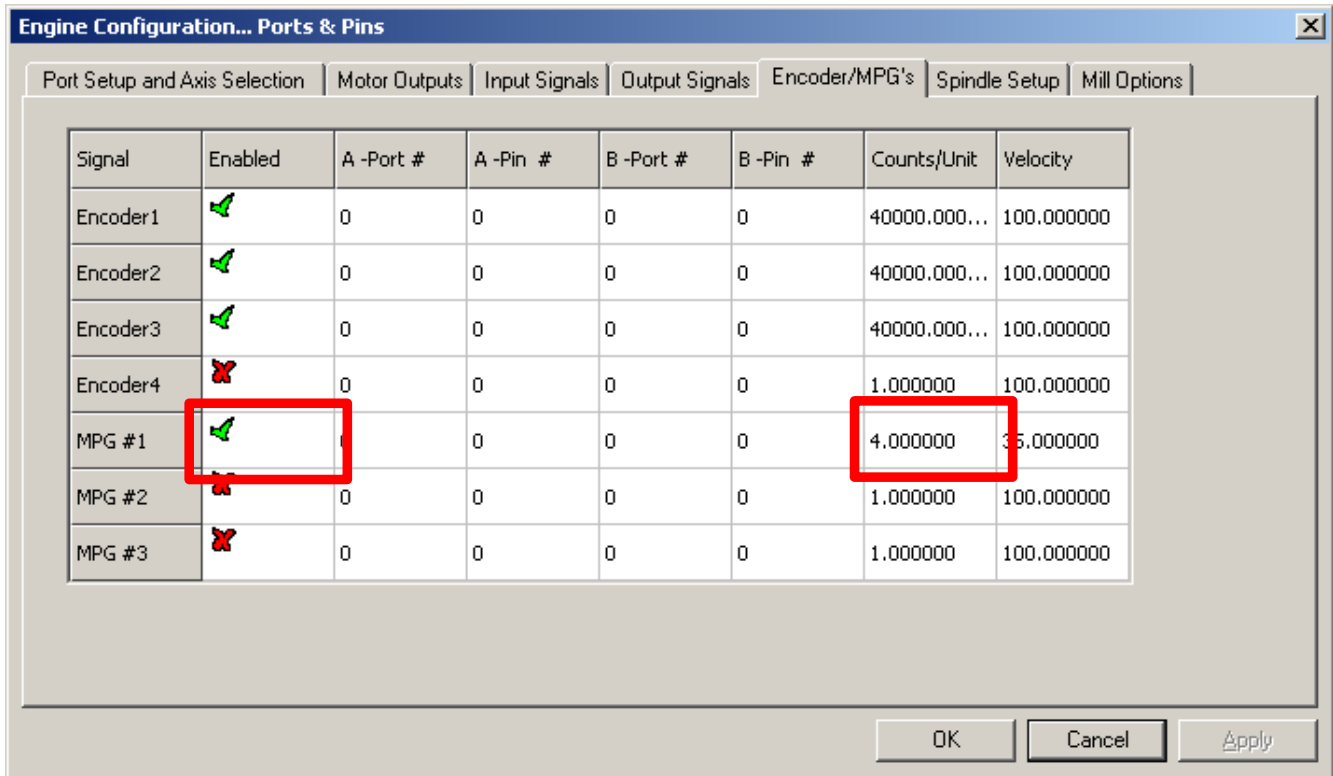 Engine Configuration... Ports & Pins
Port Setup and Axis Selection Motor Outputs Input Signals Output Signals Encoder/MPG's Spindle Setup Mill Options
Signal Enabled A -Port # A -Pin # B -Port # B -Pin # Counts/Unit Velocity
Encoder1 0 0 0 0 40000.000... 100.000000
Encoder2 0 0 0 0 40000.000... 100.000000
Encoder3 0 0 0 0 40000.000... 100.000000
Encoder4 0 0 0 0 1.000000 100.000000
MPG #1 0 0 0 4.000000 35.000000
MPG #2 0 0 0 0 1.000000 100.000000
MPG #3 0 0 0 0 1.000000 100.000000
OK Cancel Apply